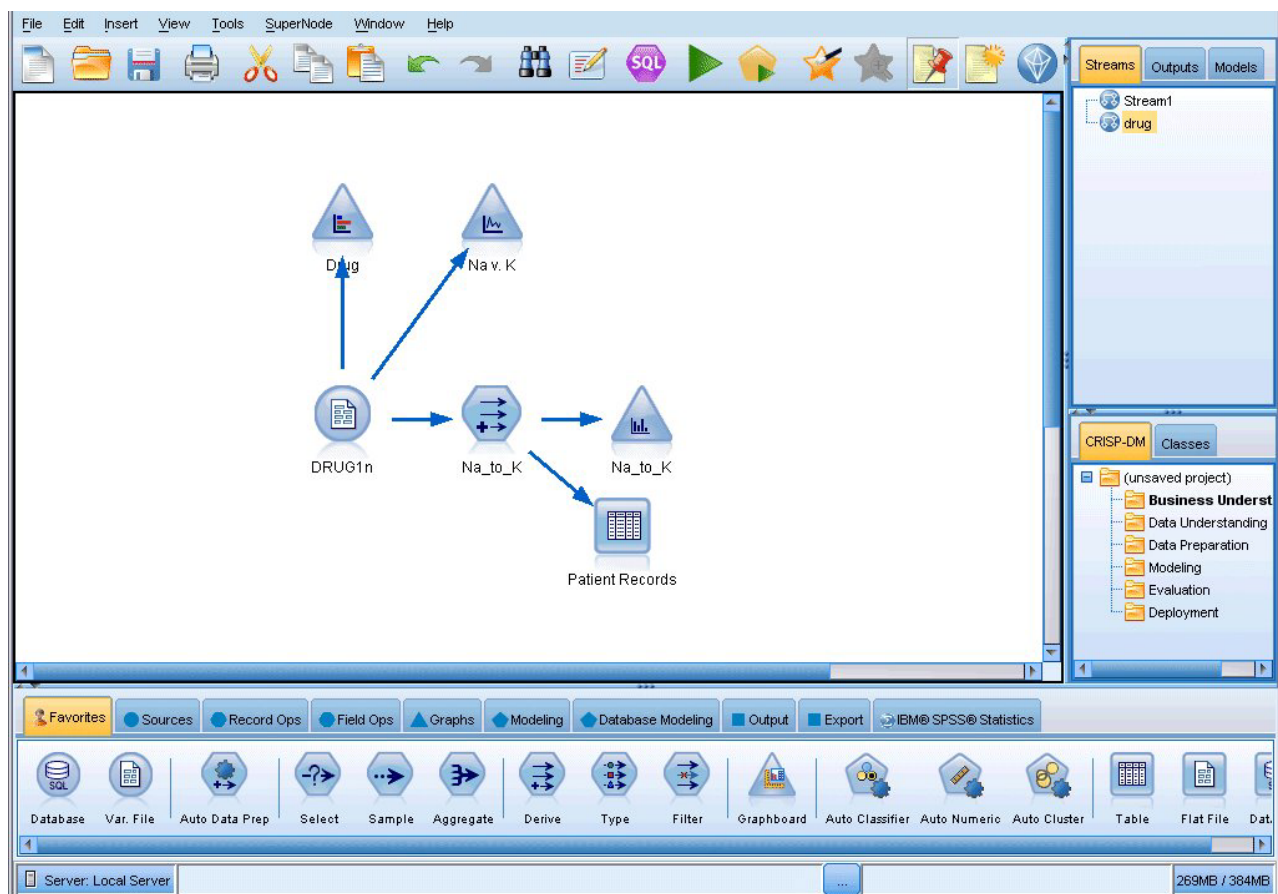 File Edit Insert View Tools SuperNode Window Help
SQL
Streams Outputs Models
Stream1
drug
Drug
Na v. K
DRUG1n
Na_to_K
Na_to_K
Patient Records
CRISP-DM Classes
(unsaved project)
Business Underst
Data Understanding
Data Preparation
Modeling
Evaluation
Deployment
Favorites Sources Record Ops Field Ops Graphs Modeling Database Modeling Output Export IBM® SPSS® Statistics
SQL
Database Var. File Auto Data Prep Select Sample Aggregate Derive Type Filter Graphboard Auto Classifier Auto Numeric Auto Cluster Table Flat File Dat.
Server: Local Server ... 269MB / 384MB